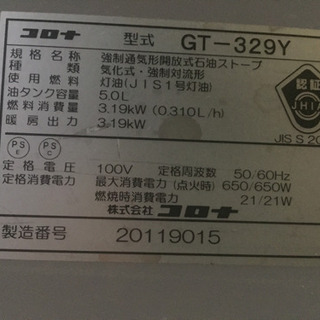 コロナ 型式 GT-329Y
規格名 強制通気形開放式石油ストーブ
種類 気化式・強制対流形
使用燃料 灯油(JIS1号灯油)
油タンク容量 5.0L
燃料消費量 3.19kW (0.310L/h)
暖房出力 3.19kW
認証
JHIA
JIS S 20
PS E
PS C
定格電圧 100V 定格周波数 50/60Hz
定格消費電力 最大消費電力(点火時) 650/650W
燃焼時消費電力 21/21W
株式会社 コロナ
製造番号 20119015